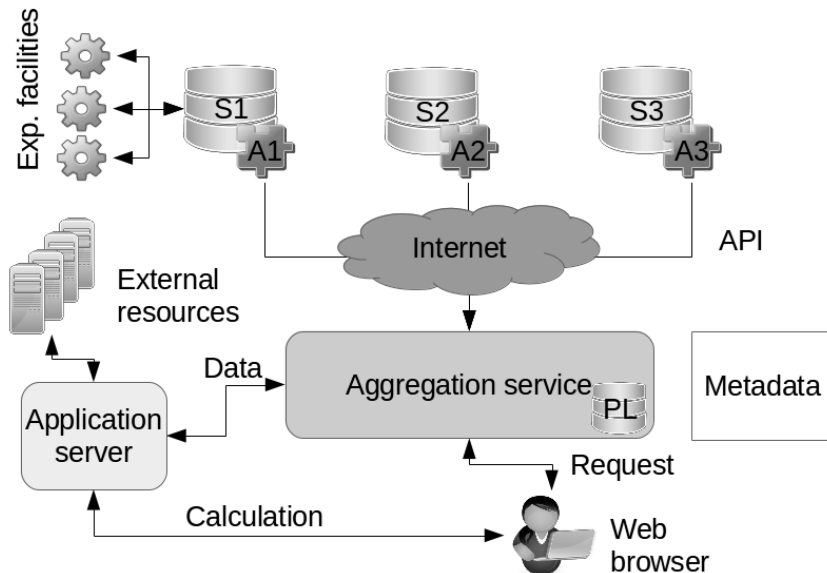 Exp. facilities
S1
S2
S3
A1
A2
A3
Internet
API
External
resources
Data
Aggregation service
PL
Metadata
Application
server
Request
Calculation
Web
browser